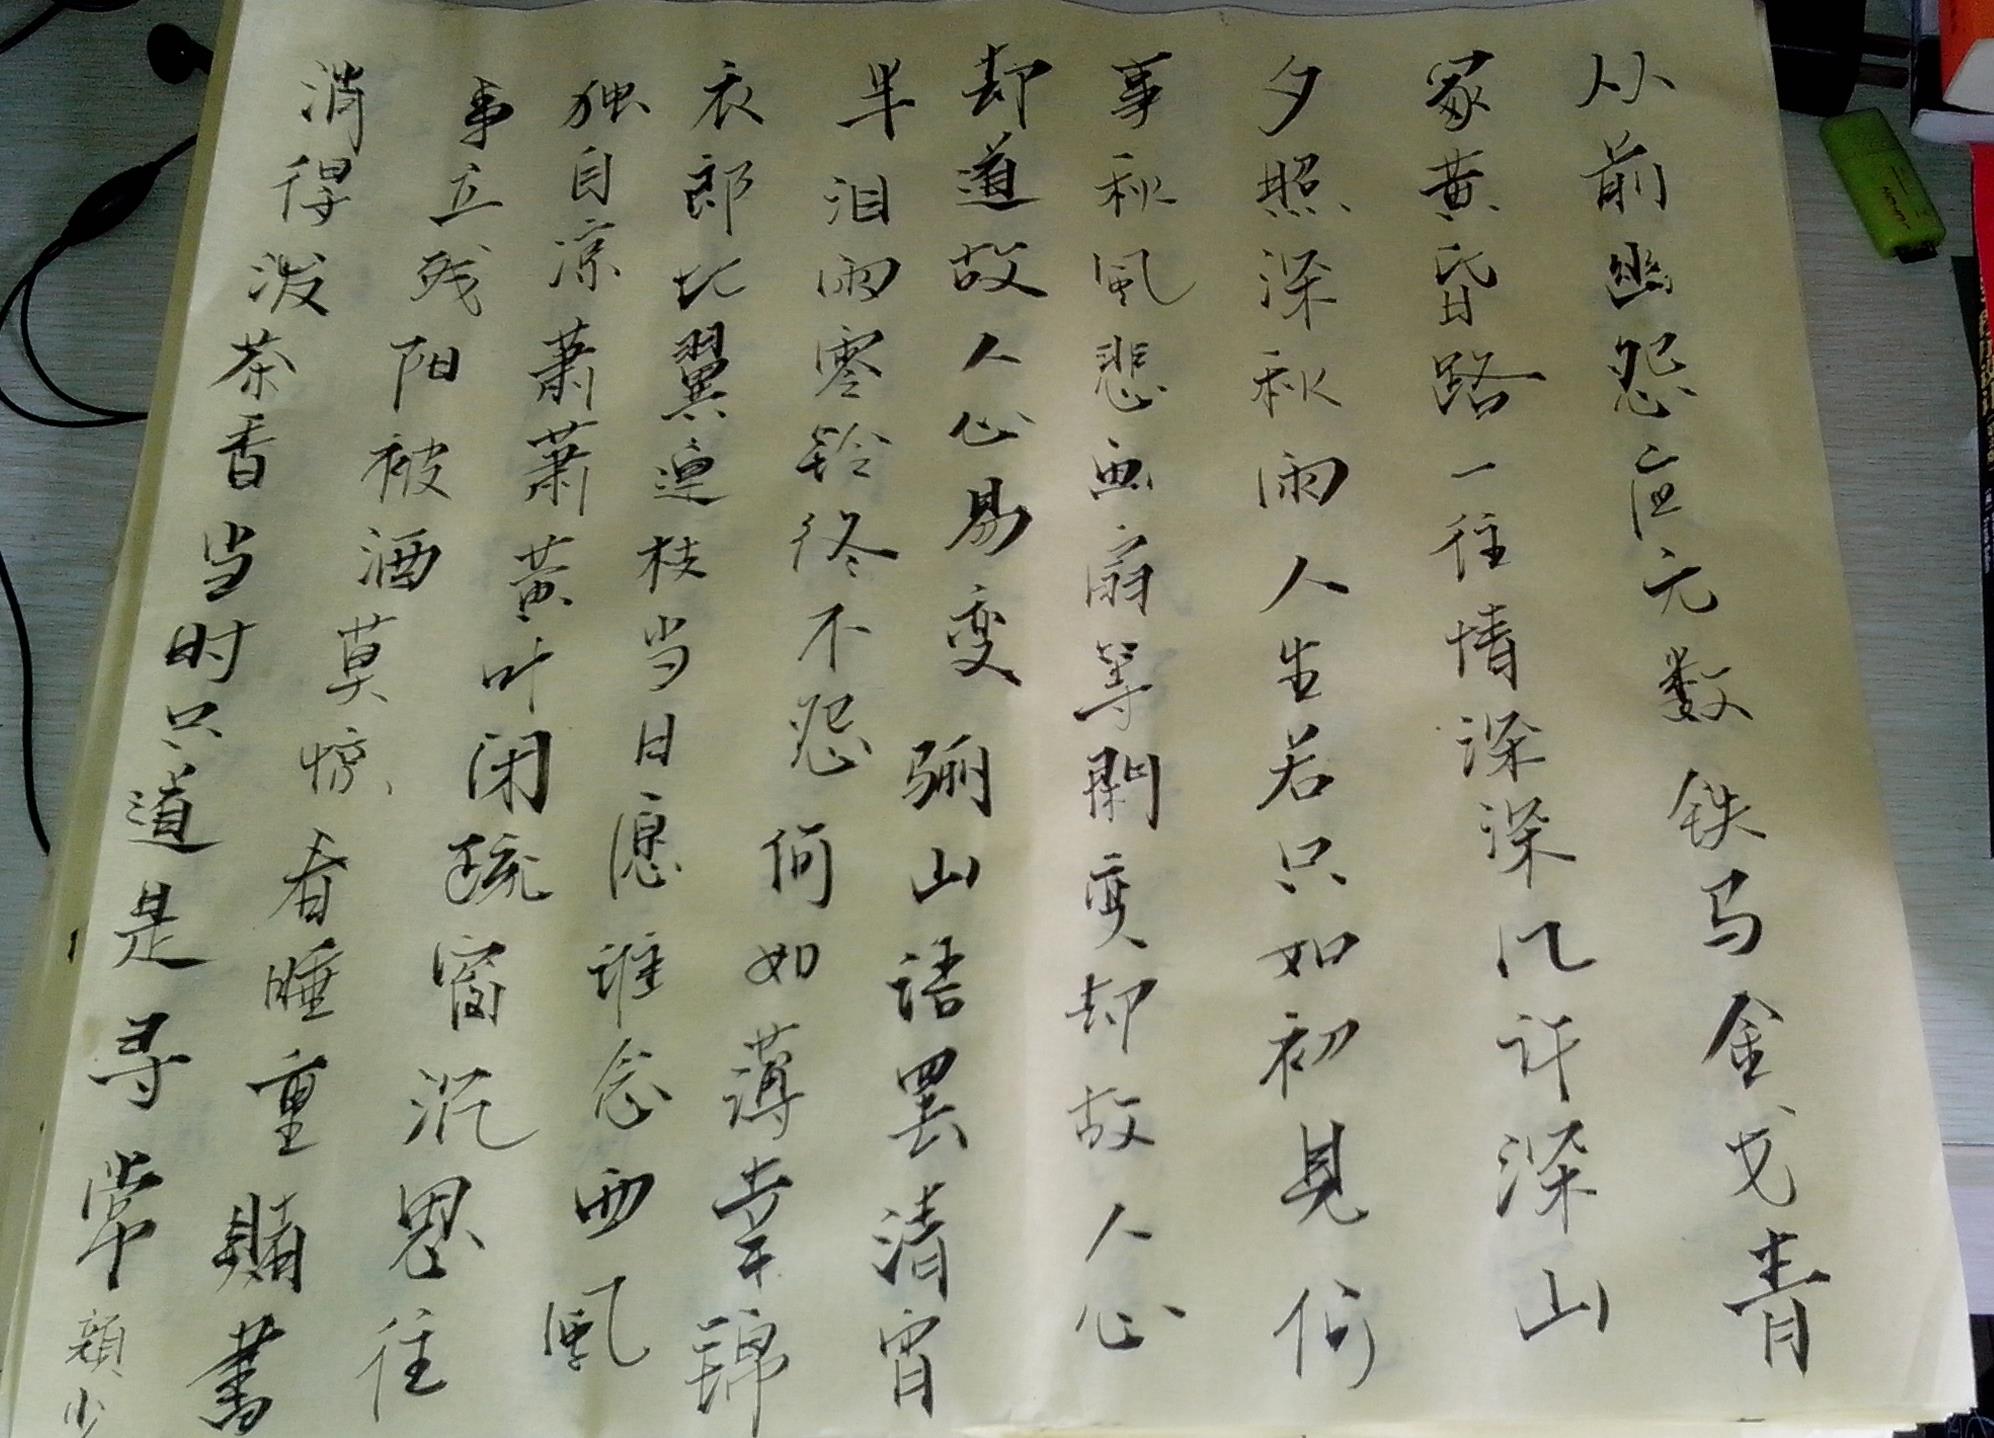 从前幽怨应无数铁马金戈青
冢黄昏路一往情深深几许深山
夕照深秋雨人生若只如初见何
事秋风悲画扇等闲变却故人心
却道故人心易变骊山语罢清宵
半泪雨零铃终不怨何如薄幸锦
衣郎比翼连枝当日愿谁念西风
独自凉萧萧黄叶闭疏窗沉思往
事立残阳被酒莫惊春睡重赌书
消得泼茶香当时只道是寻常